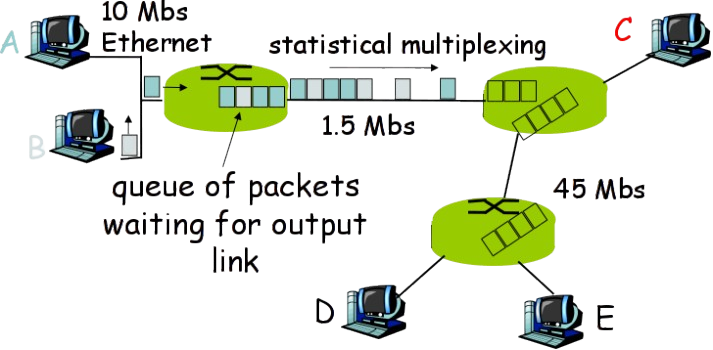 A
10 Mbs
Ethernet
statistical multiplexing
C
B
1.5 Mbs
queue of packets
waiting for output
link
45 Mbs
D
E